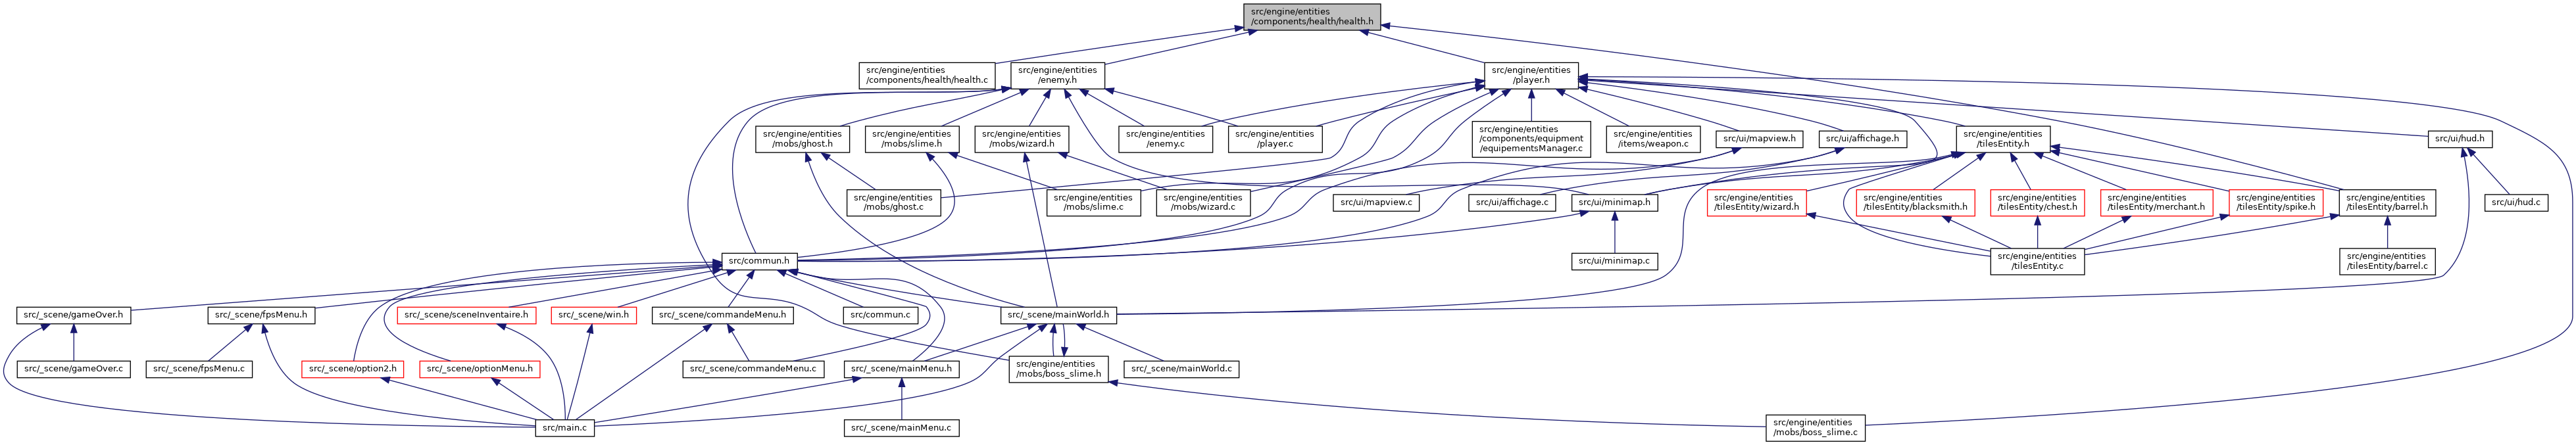 src/engine/entities
/components/health/health.h
src/engine/entities
/components/health/health.c
src/engine/entities
/enemy.h
src/engine/entities
/player.h
src/engine/entities
/mobs/ghost.h
src/engine/entities
/mobs/slime.h
src/engine/entities
/mobs/wizard.h
src/engine/entities
/enemy.c
src/engine/entities
/player.c
src/engine/entities
/components/equipment
/equipementsManager.c
src/engine/entities
/items/weapon.c
src/ui/mapview.h
src/ui/affichage.h
src/engine/entities
/tilesEntity.h
src/ui/hud.h
src/engine/entities
/mobs/ghost.c
src/engine/entities
/mobs/slime.c
src/engine/entities
/mobs/wizard.c
src/ui/mapview.c
src/ui/affichage.c
src/ui/minimap.h
src/engine/entities
/tilesEntity/wizard.h
src/engine/entities
/tilesEntity/blacksmith.h
src/engine/entities
/tilesEntity/chest.h
src/engine/entities
/tilesEntity/merchant.h
src/engine/entities
/tilesEntity/spike.h
src/engine/entities
/tilesEntity/barrel.h
src/ui/hud.c
src/commun.h
src/ui/minimap.c
src/engine/entities
/tilesEntity.c
src/engine/entities
/tilesEntity/barrel.c
src/_scene/gameOver.h
src/_scene/fpsMenu.h
src/_scene/sceneInventaire.h
src/_scene/win.h
src/_scene/commandeMenu.h
src/commun.c
src/_scene/mainWorld.h
src/_scene/gameOver.c
src/_scene/fpsMenu.c
src/_scene/option2.h
src/_scene/optionMenu.h
src/_scene/commandeMenu.c
src/_scene/mainMenu.h
src/engine/entities
/mobs/boss_slime.h
src/_scene/mainWorld.c
src/main.c
src/_scene/mainMenu.c
src/engine/entities
/mobs/boss_slime.c